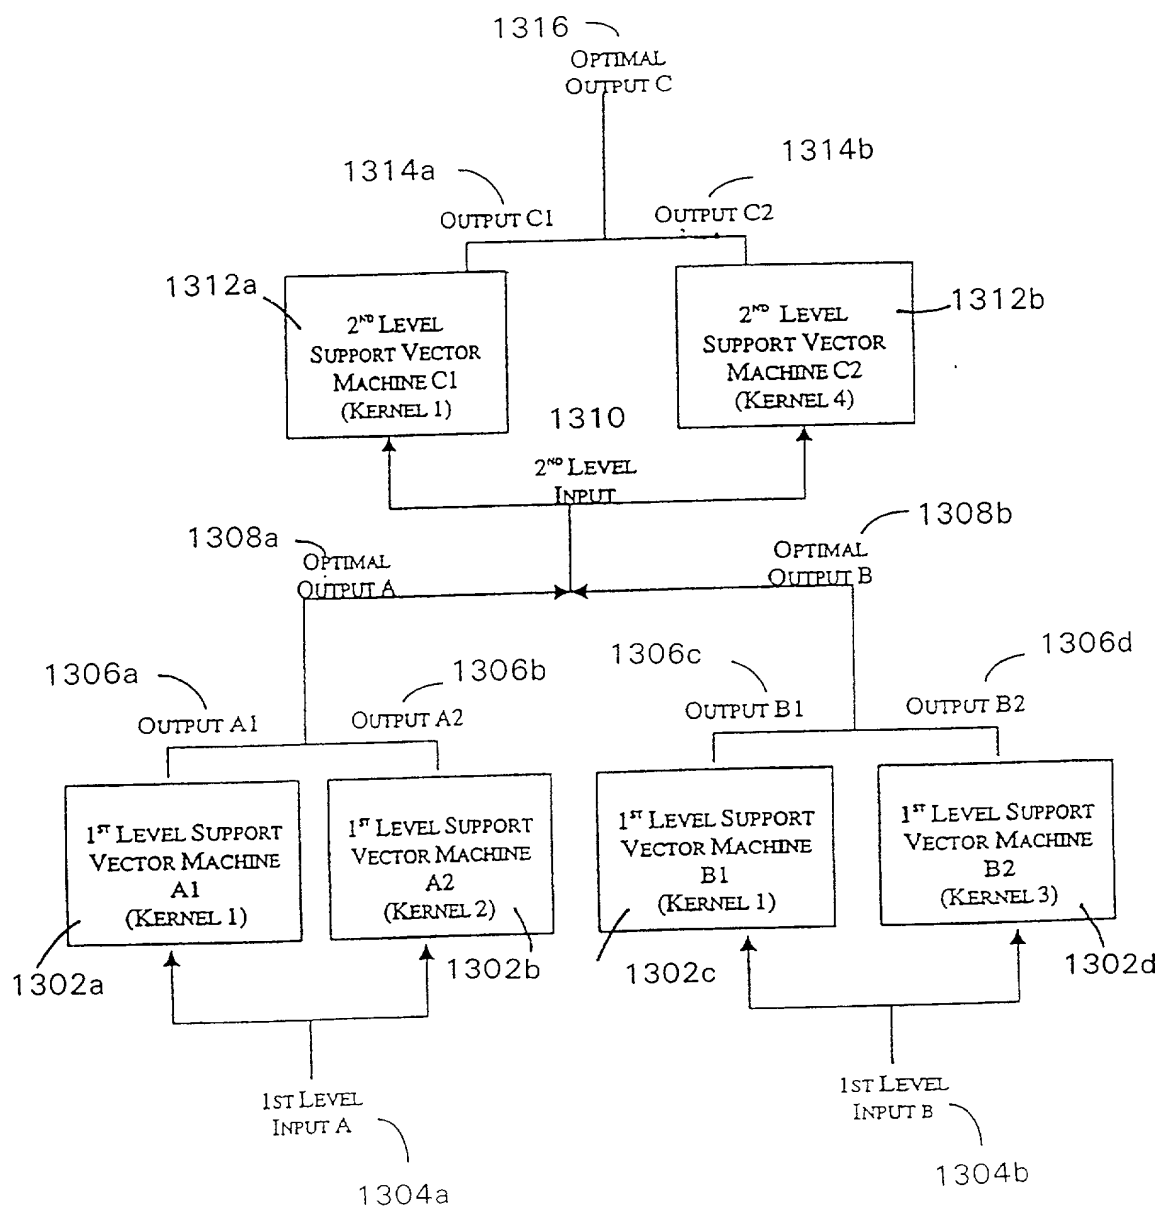 1316
OPTIMAL
OUTPUT C
1314a
1314b
OUTPUT C1
OUTPUT C2
1312a
2ND LEVEL
SUPPORT VECTOR
MACHINE C1
(KERNEL 1)
2ND LEVEL
SUPPORT VECTOR
MACHINE C2
(KERNEL 4)
1312b
1310
2ND LEVEL
INPUT
1308a
OPTIMAL
OUTPUT A
1308b
OPTIMAL
OUTPUT B
1306a
1306b
1306c
1306d
OUTPUT A1
OUTPUT A2
OUTPUT B1
OUTPUT B2
1ST LEVEL SUPPORT
VECTOR MACHINE
A1
(KERNEL 1)
1ST LEVEL SUPPORT
VECTOR MACHINE
A2
(KERNEL 2)
1ST LEVEL SUPPORT
VECTOR MACHINE
B1
(KERNEL 1)
1ST LEVEL SUPPORT
VECTOR MACHINE
B2
(KERNEL 3)
1302a
1302b
1302c
1302d
1ST LEVEL
INPUT A
1ST LEVEL
INPUT B
1304a
1304b